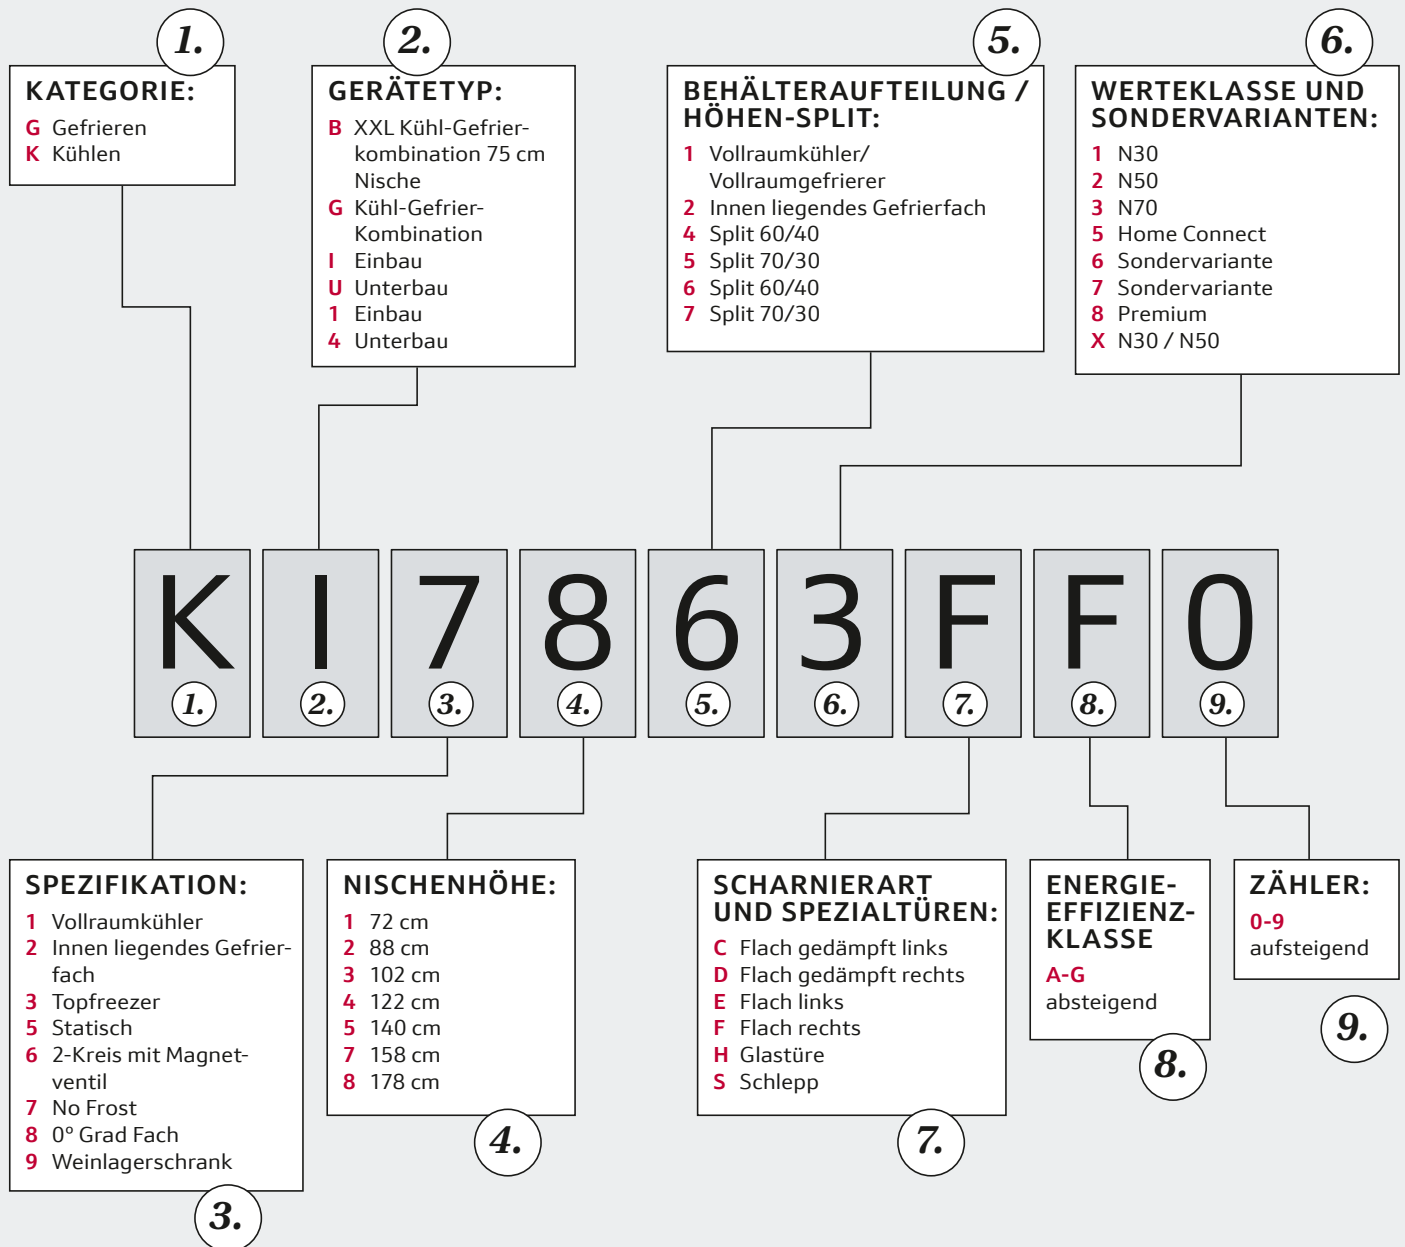 1.
KATEGORIE:
G Gefrieren
K Kühlen
2.
GERÄTETYP:
B XXL Kühl-Gefrier-
kombination 75 cm
Nische
G Kühl-Gefrier-
Kombination
I Einbau
U Unterbau
1 Einbau
4 Unterbau
5.
BEHÄLTERAUFTEILUNG /
HÖHEN-SPLIT:
1 Vollraumkühler/
Vollraumgefrierer
2 Innen liegendes Gefrierfach
4 Split 60/40
5 Split 70/30
6 Split 60/40
7 Split 70/30
6.
WERTEKLASSE UND
SONDERVARIANTEN:
1 N30
2 N50
3 N70
5 Home Connect
6 Sondervariante
7 Sondervariante
8 Premium
X N30 / N50
K I 7 8 6 3 F F 0
1. 2. 3. 4. 5. 6. 7. 8. 9.
SPEZIFIKATION:
1 Vollraumkühler
2 Innen liegendes Gefrier-
fach
3 Topfreezer
5 Statisch
6 2-Kreis mit Magnet-
ventil
7 No Frost
8 0° Grad Fach
9 Weinlagerschrank
3.
NISCHENHÖHE:
1 72 cm
2 88 cm
3 102 cm
4 122 cm
5 140 cm
7 158 cm
8 178 cm
4.
SCHARNIERART
UND SPEZIALTÜREN:
C Flach gedämpft links
D Flach gedämpft rechts
E Flach links
F Flach rechts
H Glastüre
S Schlepp
7.
ENERGIE-
EFFIZIENZ-
KLASSE
A-G
absteigend
8.
ZÄHLER:
0-9
aufsteigend
9.